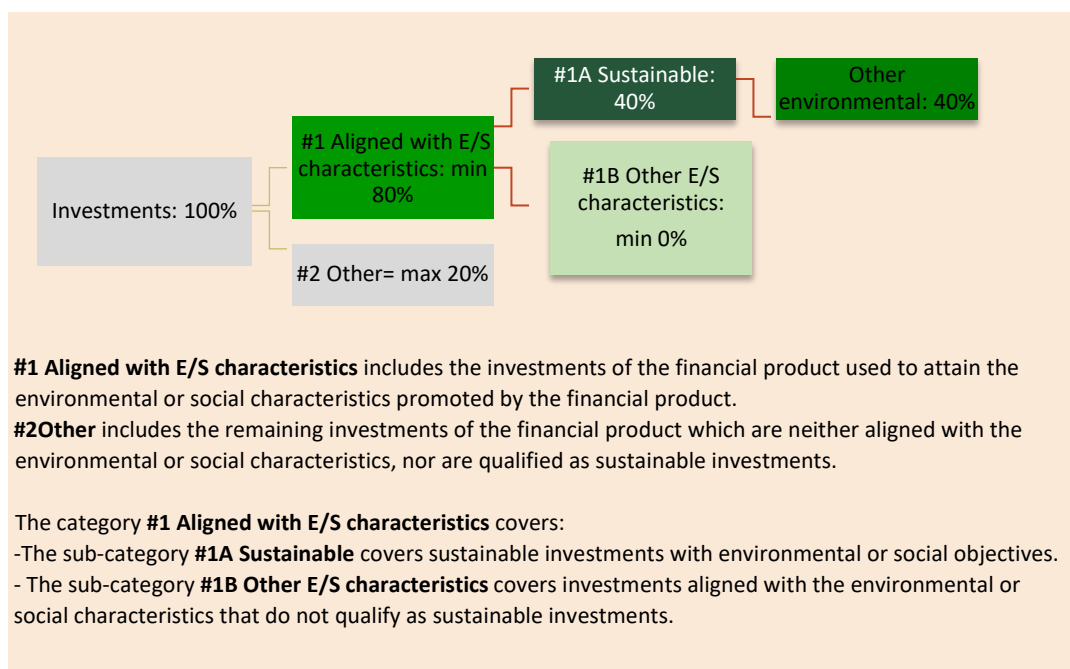 #1A Sustainable:
40%
Other
environmental: 40%
#1 Aligned with E/S
characteristics: min
80%
#1B Other E/S
characteristics:
min 0%
Investments: 100%
#2 Other= max 20%
#1 Aligned with E/S characteristics includes the investments of the financial product used to attain the
environmental or social characteristics promoted by the financial product.
#2Other includes the remaining investments of the financial product which are neither aligned with the
environmental or social characteristics, nor are qualified as sustainable investments.
The category #1 Aligned with E/S characteristics covers:
-The sub-category #1A Sustainable covers sustainable investments with environmental or social objectives.
- The sub-category #1B Other E/S characteristics covers investments aligned with the environmental or
social characteristics that do not qualify as sustainable investments.